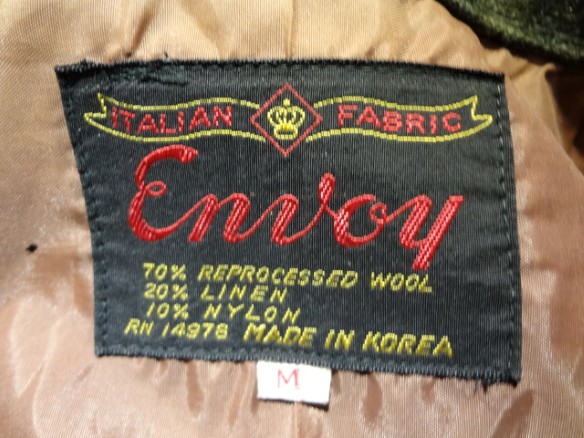 ITALIAN FABRIC
Envoy
70% REPROCESSED WOOL
20% LINEN
10% NYLON
RN 14978 MADE IN KOREA
M